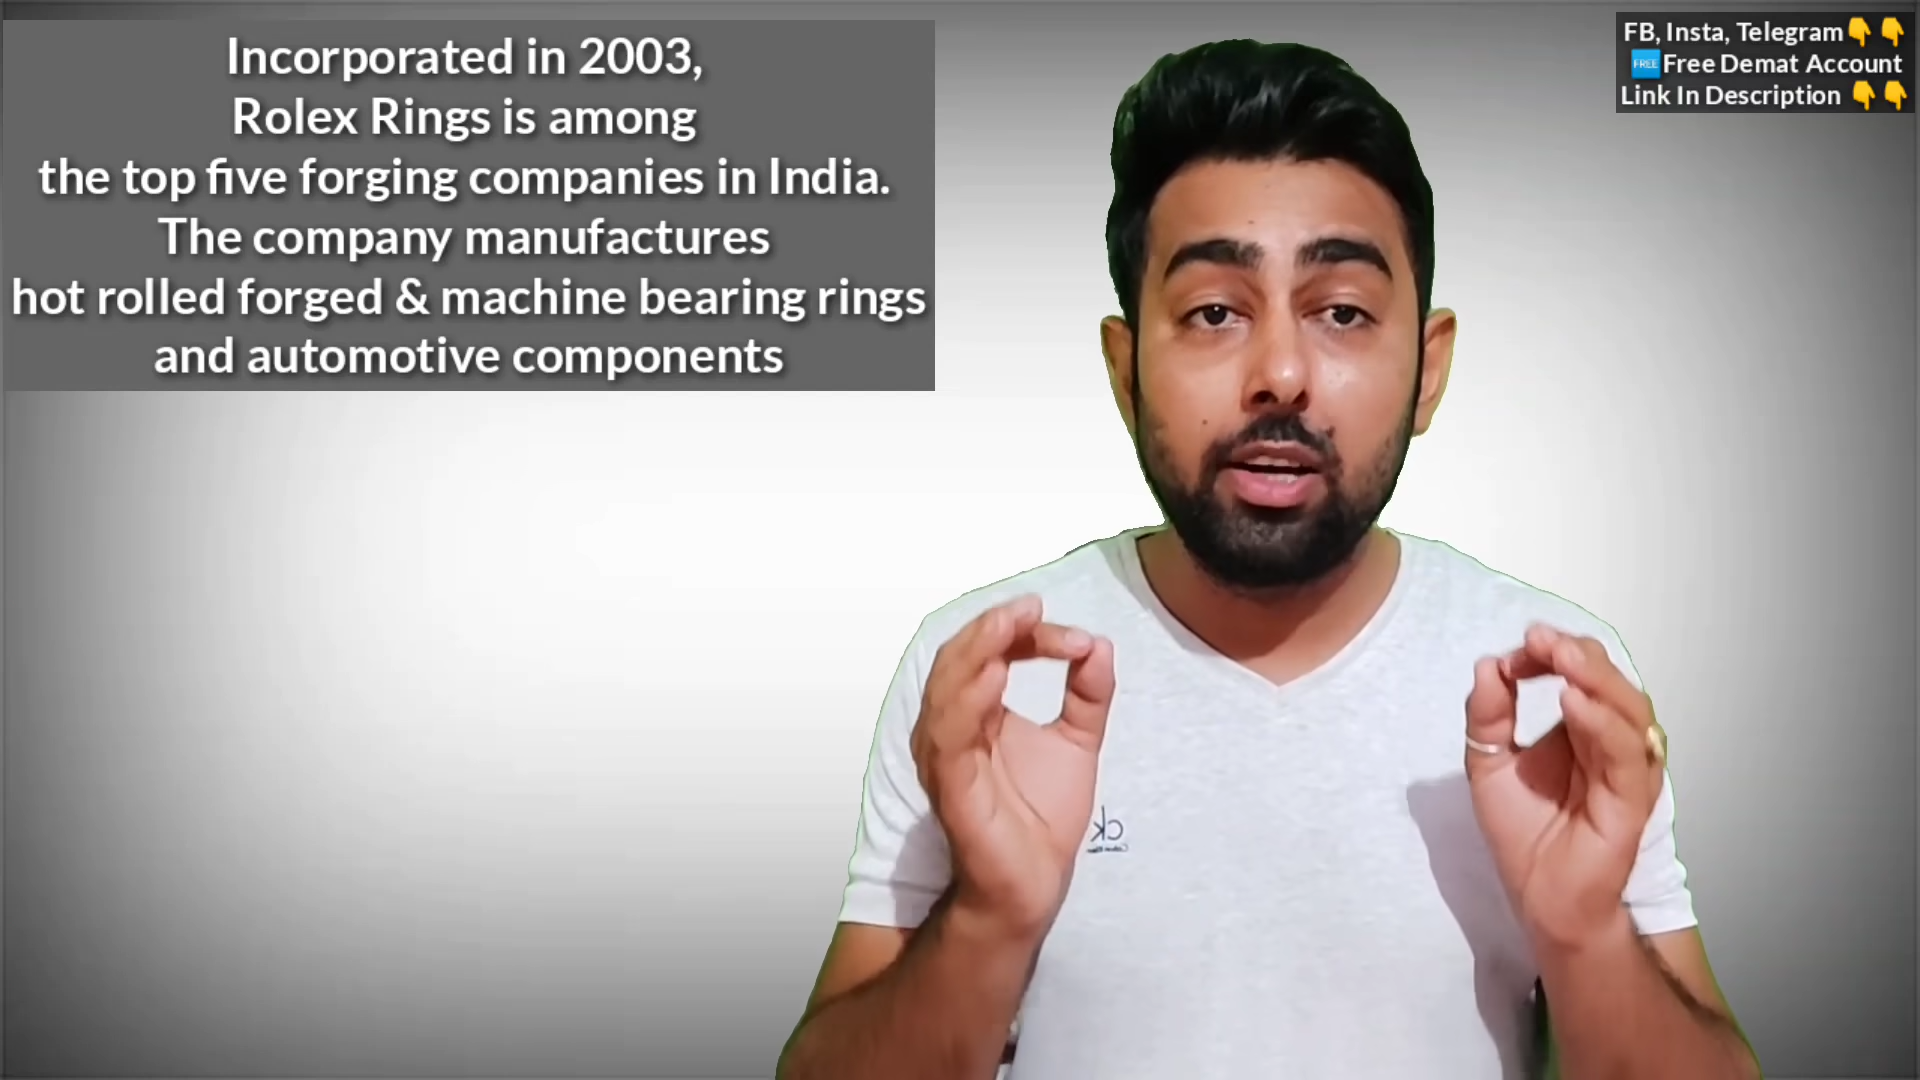 Incorporated in 2003,
Rolex Rings is among
the top five forging companies in India.
The company manufactures
hot rolled forged & machine bearing rings
and automotive components
FB, Insta, Telegram👇👇
🆓Free Demat Account
Link In Description 👇👇
ck